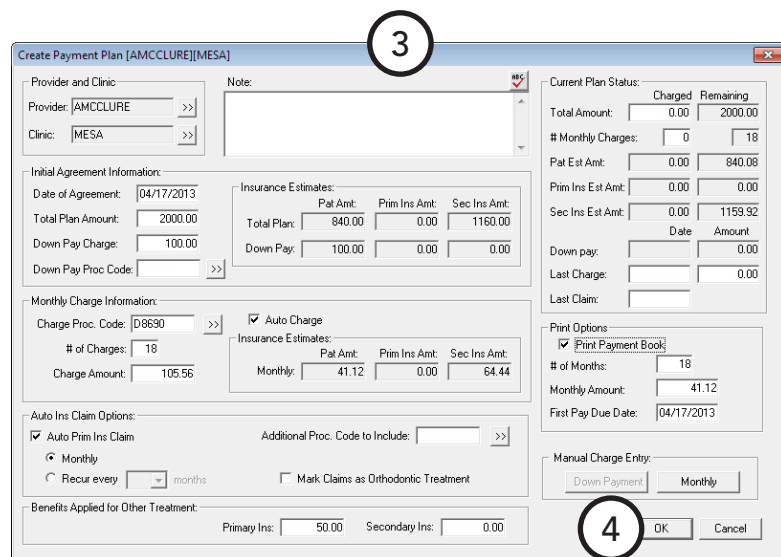 3
Create Payment Plan [AMCCLURE][MESA]
Provider and Clinic
Provider: AMCCLURE >>
Clinic: MESA >>
Note:
ABC
Initial Agreement Information:
Date of Agreement: 04/17/2013
Total Plan Amount: 2000.00
Down Pay Charge: 100.00
Down Pay Proc Code: >>
Insurance Estimates:
Pat Amt: Prim Ins Amt: Sec Ins Amt:
Total Plan: 840.00 0.00 1160.00
Down Pay: 100.00 0.00 0.00
Monthly Charge Information:
Charge Proc. Code: D8690 >>
# of Charges: 18
Charge Amount: 105.56
Auto Charge
Insurance Estimates:
Pat Amt: Prim Ins Amt: Sec Ins Amt:
Monthly: 41.12 0.00 64.44
Auto Ins Claim Options:
Auto Prim Ins Claim
Additional Proc. Code to Include: >>
Monthly
Recur every months
Mark Claims as Orthodontic Treatment
Benefits Applied for Other Treatment:
Primary Ins: 50.00 Secondary Ins: 0.00
Current Plan Status:
Charged Remaining
Total Amount: 0.00 2000.00
# Monthly Charges: 0 18
Pat Est Amt: 0.00 840.08
Prim Ins Est Amt: 0.00 0.00
Sec Ins Est Amt: 0.00 1159.92
Date Amount
Down pay: 0.00
Last Charge: 0.00
Last Claim:
Print Options
Print Payment Book
# of Months: 18
Monthly Amount: 41.12
First Pay Due Date: 04/17/2013
Manual Charge Entry:
Down Payment Monthly
4
OK Cancel